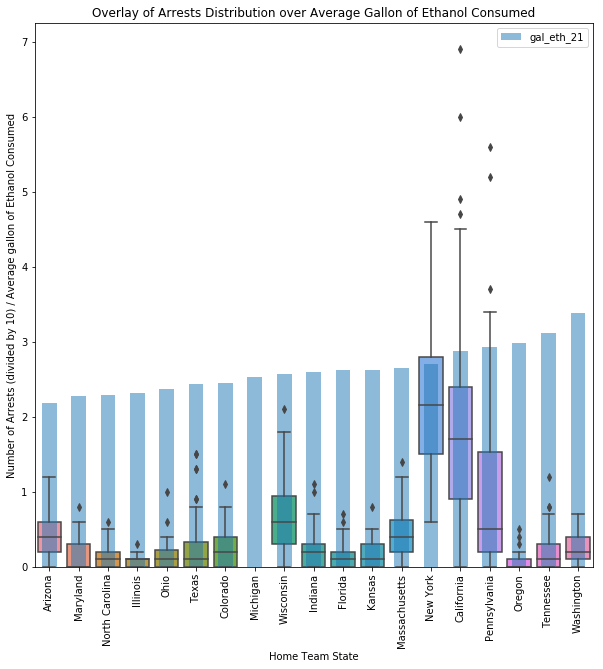 Overlay of Arrests Distribution over Average Gallon of Ethanol Consumed
gal_eth_21
Number of Arrests (divided by 10) / Average gallon of Ethanol Consumed
7
6
5
4
3
2
1
0
Arizona
Maryland
North Carolina
Illinois
Ohio
Texas
Colorado
Michigan
Wisconsin
Indiana
Florida
Kansas
Massachusetts
New York
California
Pennsylvania
Oregon
Tennessee
Washington
Home Team State